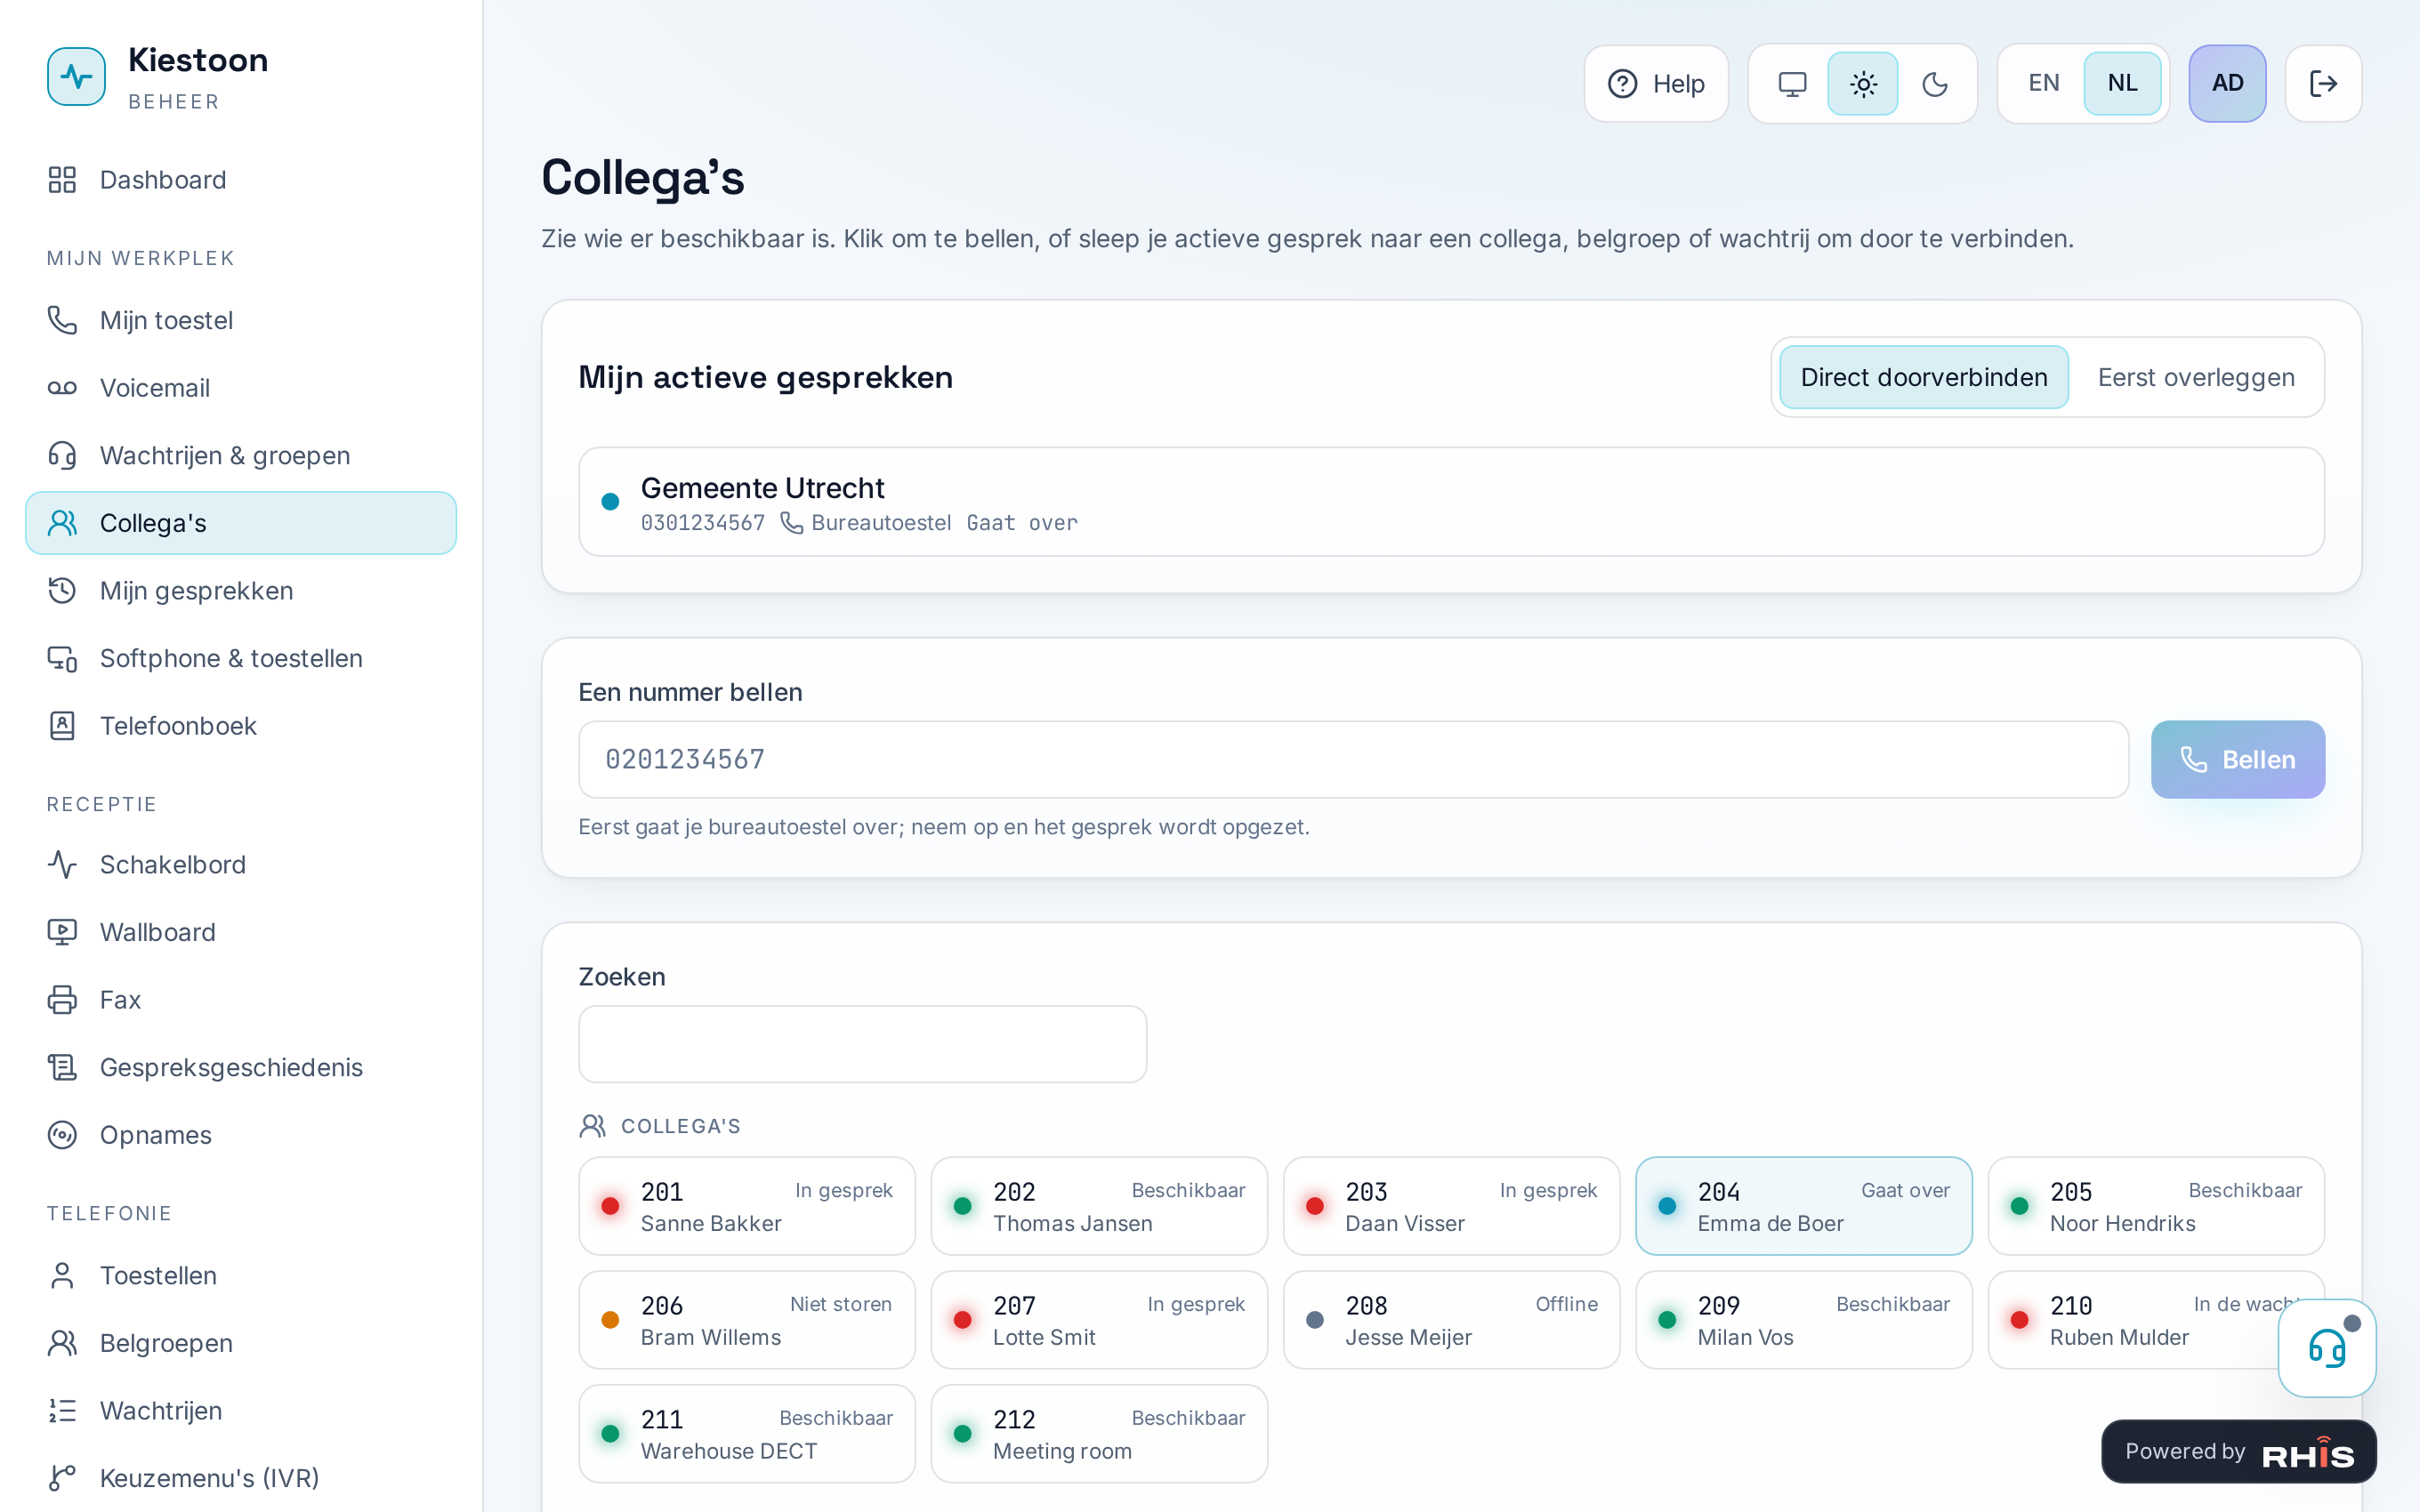 Kiestoon
BEHEER
Dashboard
MIJN WERKPLEK
Mijn toestel
Voicemail
Wachtrijen & groepen
Collega's
Mijn gesprekken
Softphone & toestellen
Telefoonboek
RECEPTIE
Schakelbord
Wallboard
Fax
Gespreksgeschiedenis
Opnames
TELEFONIE
Toestellen
Belgroepen
Wachtrijen
Keuzemenu's (IVR)
Help
EN
NL
AD
Collega’s
Zie wie er beschikbaar is. Klik om te bellen, of sleep je actieve gesprek naar een collega, belgroep of wachtrij om door te verbinden.
Mijn actieve gesprekken
Direct doorverbinden
Eerst overleggen
Gemeente Utrecht
0301234567 Bureautoestel Gaat over
Een nummer bellen
0201234567
Bellen
Eerst gaat je bureautoestel over; neem op en het gesprek wordt opgezet.
Zoeken
COLLEGA'S
201 In gesprek
Sanne Bakker
202 Beschikbaar
Thomas Jansen
203 In gesprek
Daan Visser
204 Gaat over
Emma de Boer
205 Beschikbaar
Noor Hendriks
206 Niet storen
Bram Willems
207 In gesprek
Lotte Smit
208 Offline
Jesse Meijer
209 Beschikbaar
Milan Vos
210 In de wacht
Ruben Mulder
211 Beschikbaar
Warehouse DECT
212 Beschikbaar
Meeting room
Powered by RHIS